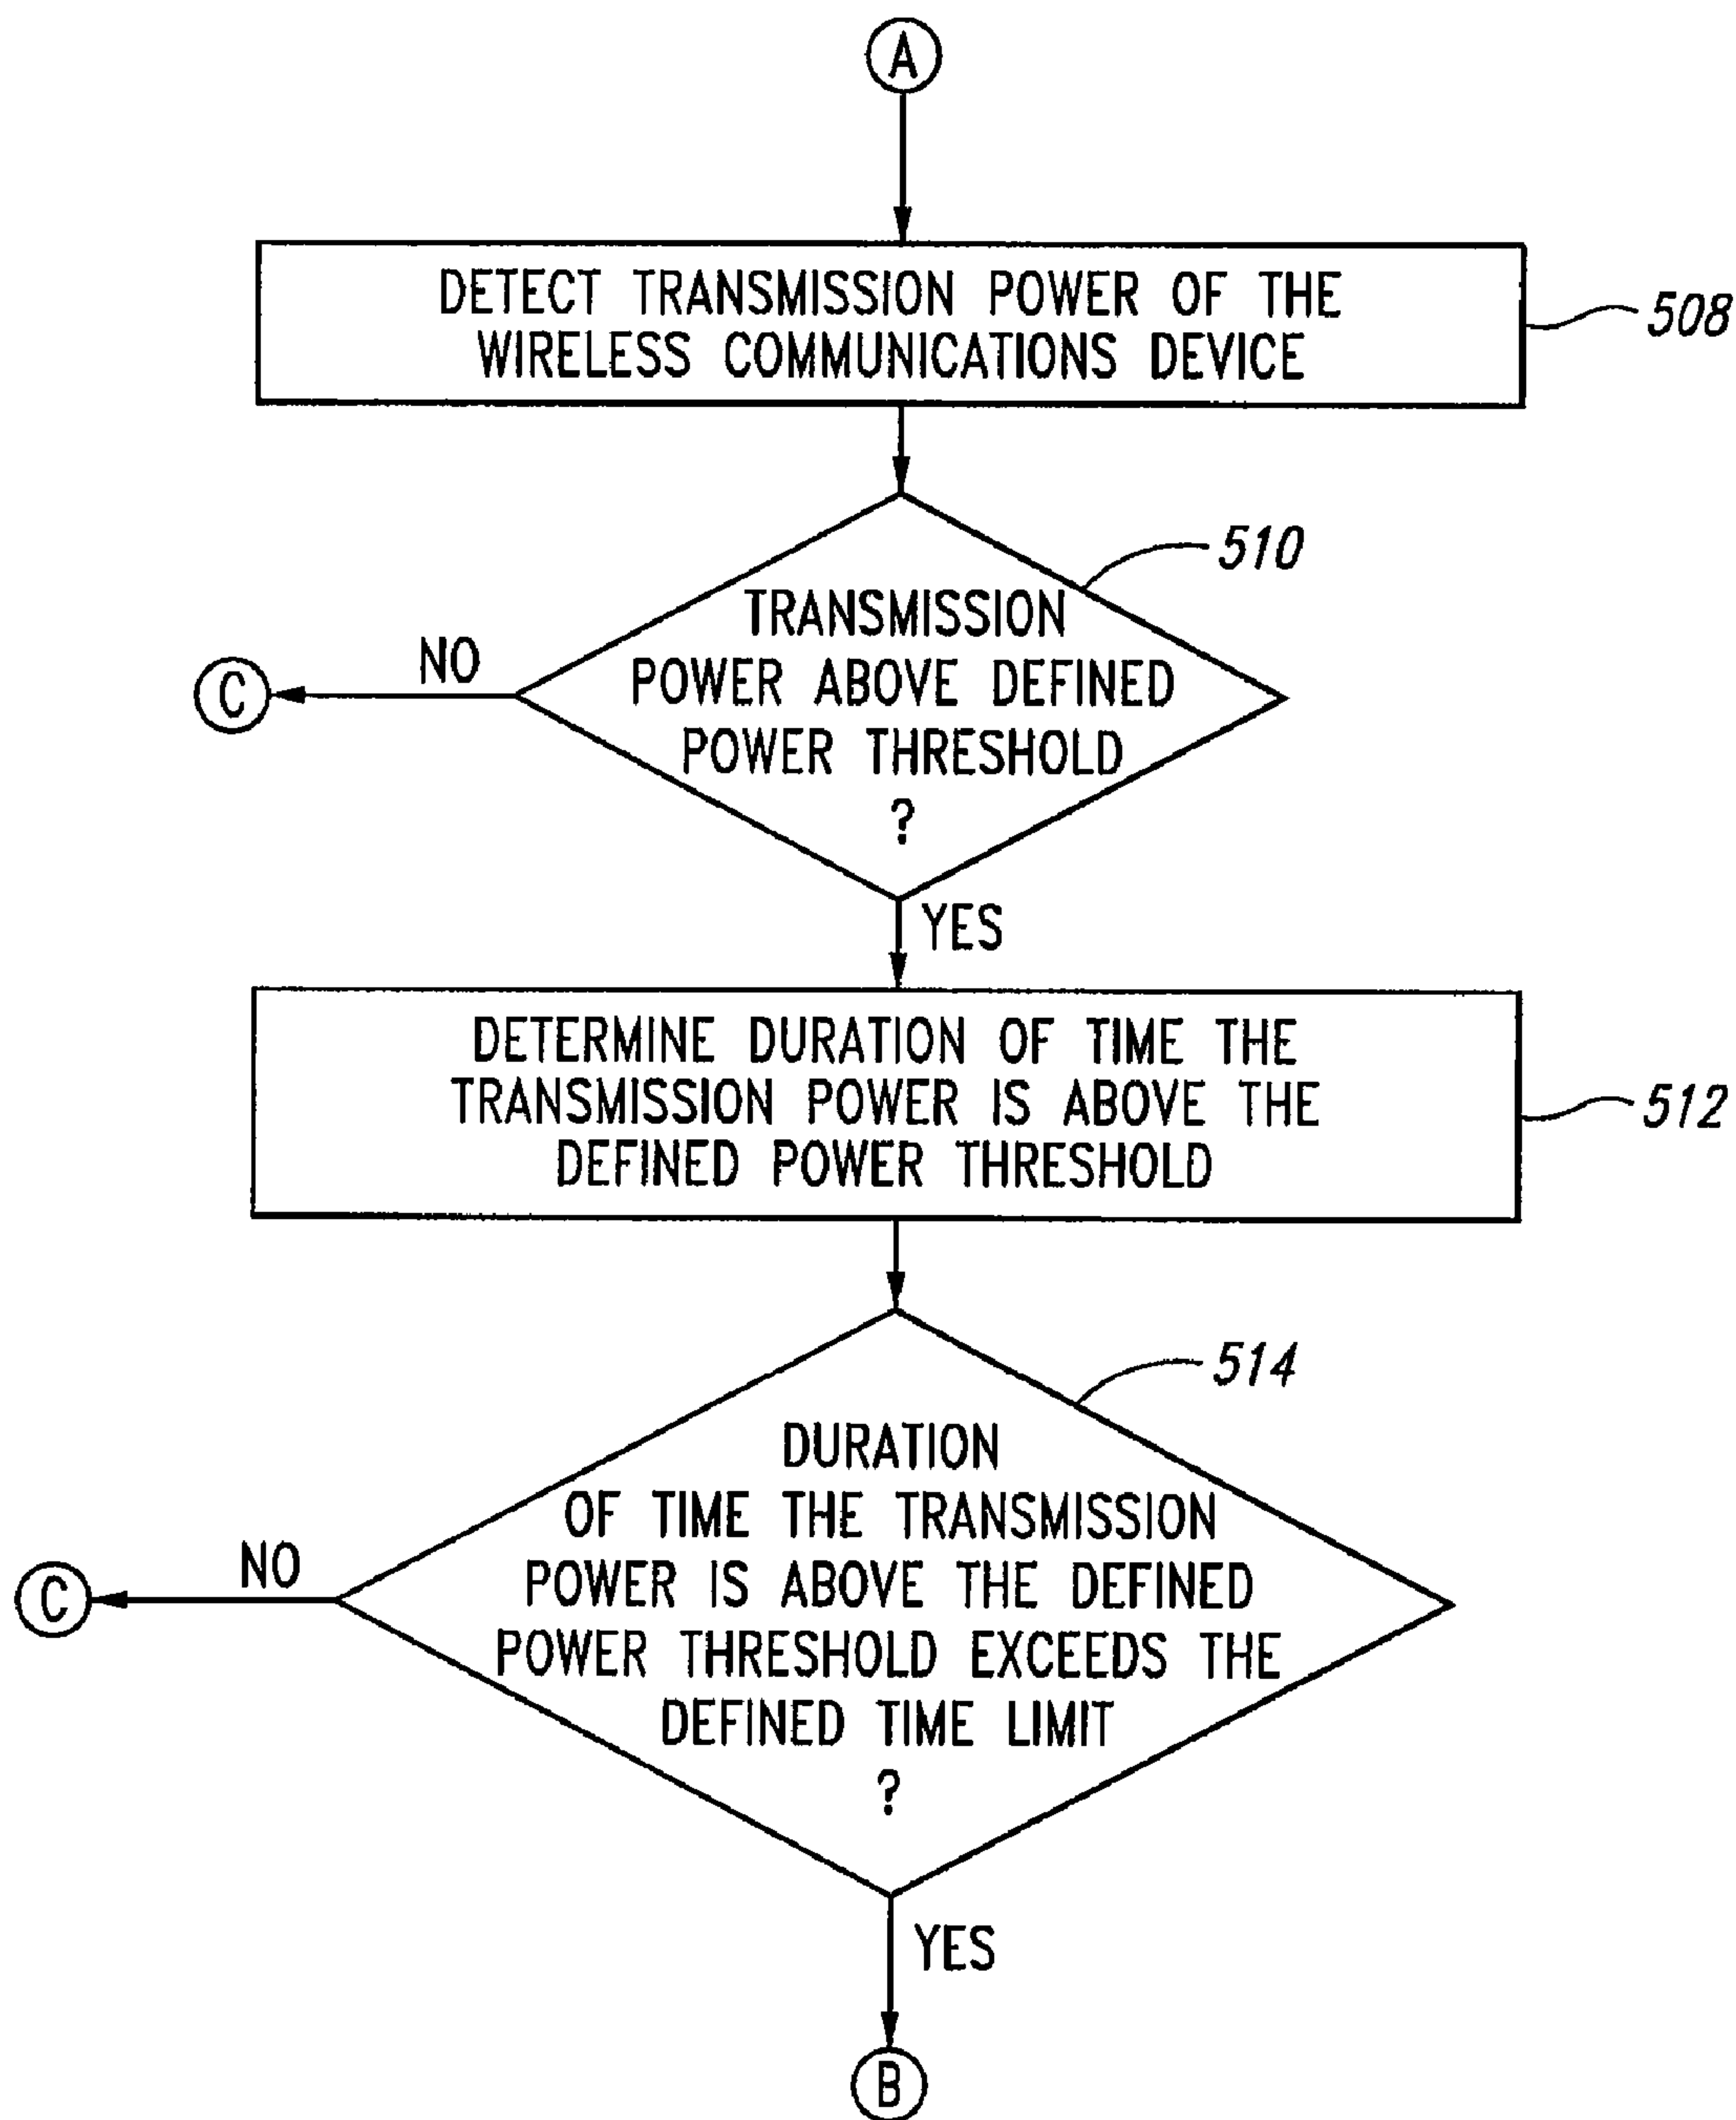 A
DETECT TRANSMISSION POWER OF THE
WIRELESS COMMUNICATIONS DEVICE
508
510
TRANSMISSION
POWER ABOVE DEFINED
POWER THRESHOLD
?
NO
C
YES
DETERMINE DURATION OF TIME THE
TRANSMISSION POWER IS ABOVE THE
DEFINED POWER THRESHOLD
512
514
DURATION
OF TIME THE TRANSMISSION
POWER IS ABOVE THE DEFINED
POWER THRESHOLD EXCEEDS THE
DEFINED TIME LIMIT
?
NO
C
YES
B